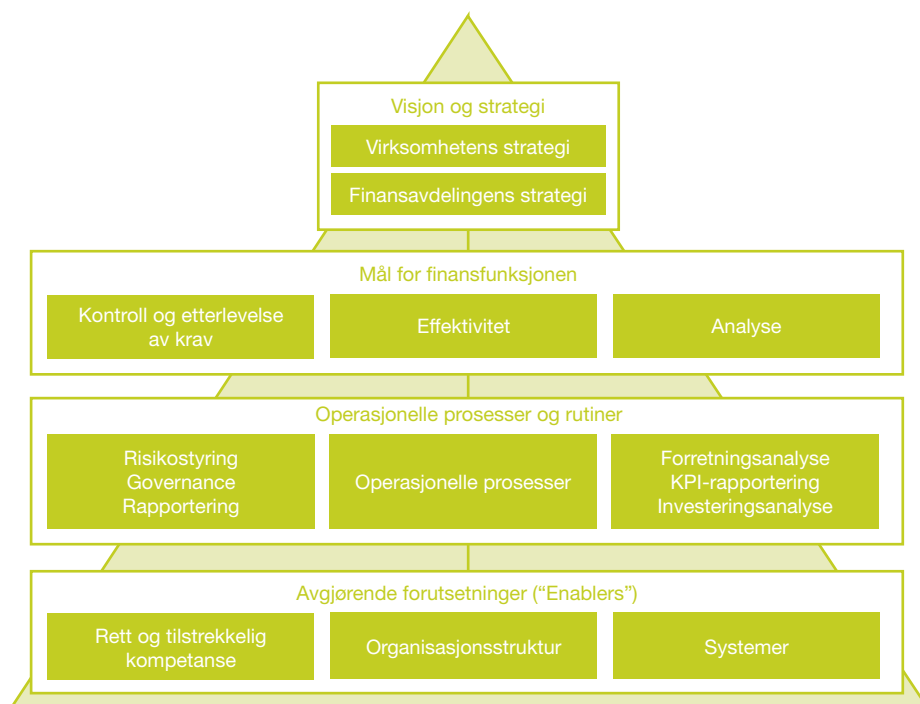 Visjon og strategi
Virksomhetens strategi
Finansavdelingens strategi
Mål for finansfunksjonen
Kontroll og etterlevelse
av krav
Effektivitet
Analyse
Operasjonelle prosesser og rutiner
Risikostyring
Governance
Rapportering
Operasjonelle prosesser
Forretningsanalyse
KPI-rapportering
Investeringsanalyse
Avgjørende forutsetninger (“Enablers”)
Rett og tilstrekkelig
kompetanse
Organisasjonsstruktur
Systemer